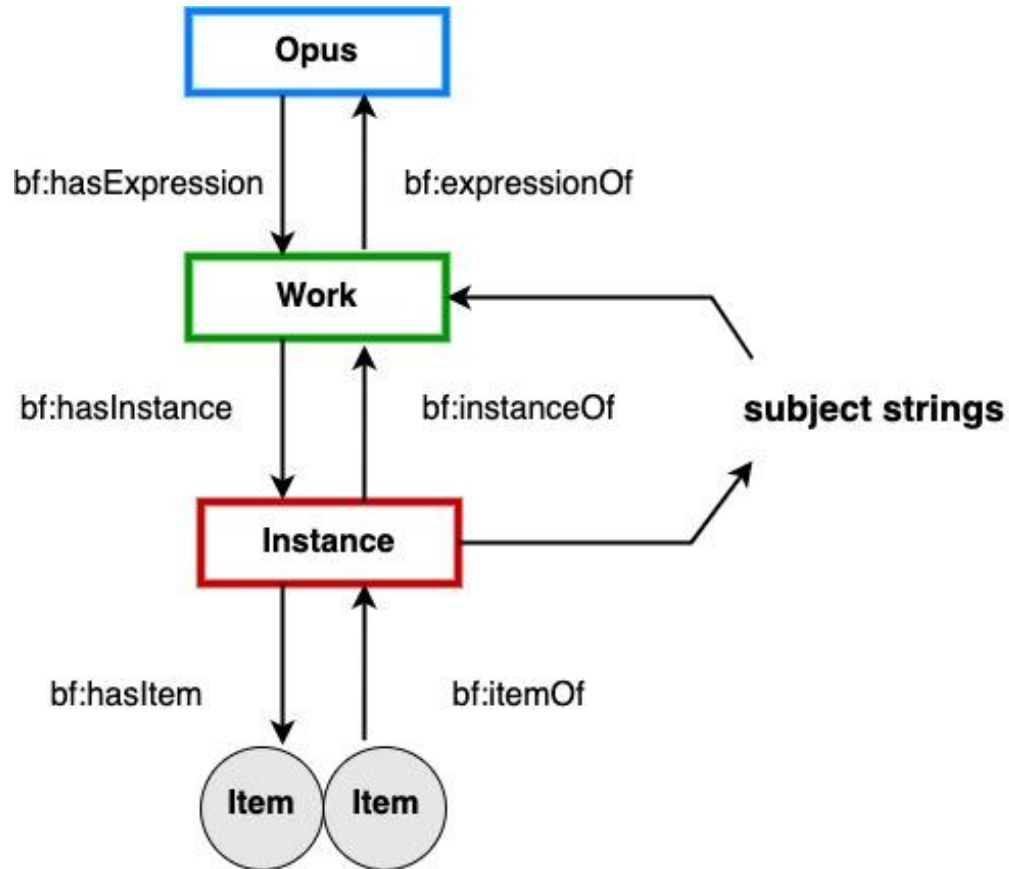 Opus
bf:hasExpression
bf:expressionOf
Work
bf:hasInstance
bf:instanceOf
subject strings
Instance
bf:hasItem
bf:itemOf
Item
Item